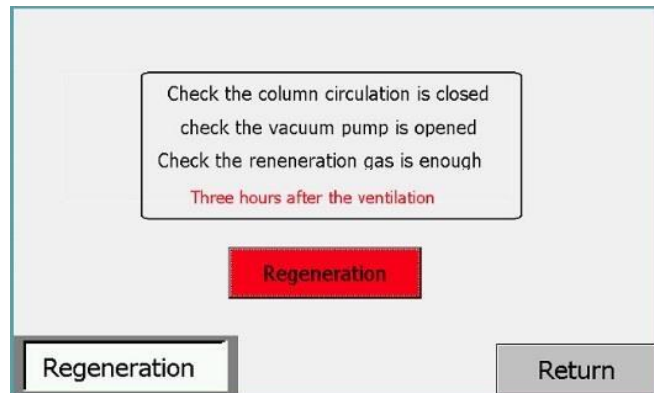 Check the column circulation is closed
check the vacuum pump is opened
Check the reneneration gas is enough
Three hours after the ventilation
Regeneration
Regeneration
Return